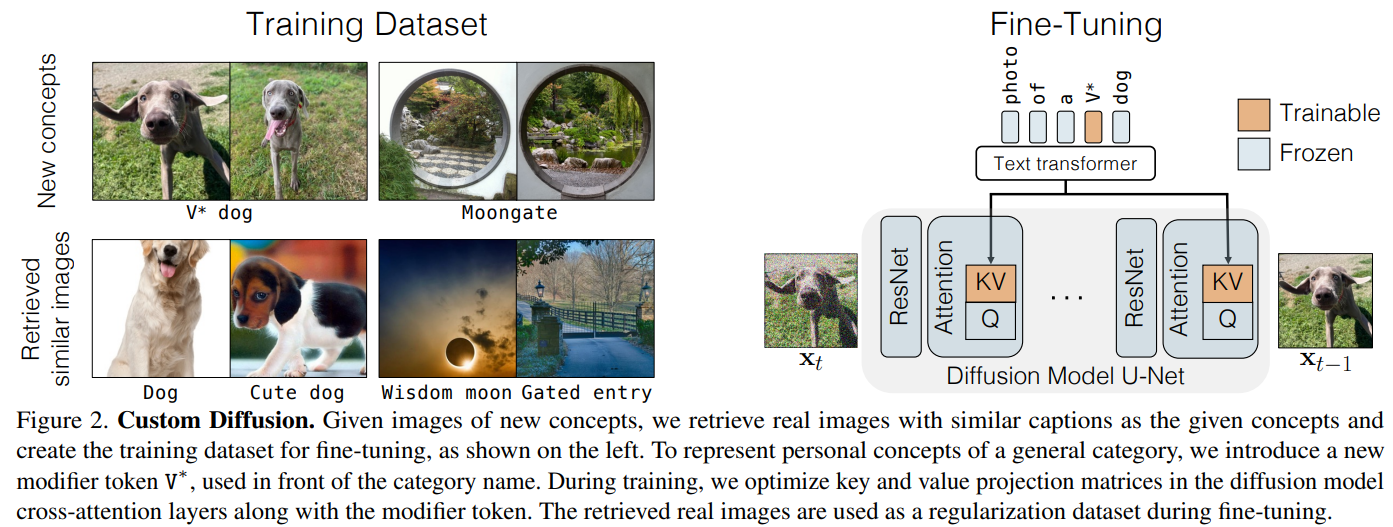 Training Dataset
New concepts
V* dog
Moongate
Retrieved
similar images
Dog
Cute dog
Wisdom moon
Gated entry
Fine-Tuning
photo
of
a
V*
dog
Trainable
Frozen
Text transformer
ResNet
Attention
KV
Q
...
ResNet
Attention
KV
Q
x_t
x_{t−1}
Diffusion Model U-Net
Figure 2. Custom Diffusion. Given images of new concepts, we retrieve real images with similar captions as the given concepts and
create the training dataset for fine-tuning, as shown on the left. To represent personal concepts of a general category, we introduce a new
modifier token V*, used in front of the category name. During training, we optimize key and value projection matrices in the diffusion model
cross-attention layers along with the modifier token. The retrieved real images are used as a regularization dataset during fine-tuning.